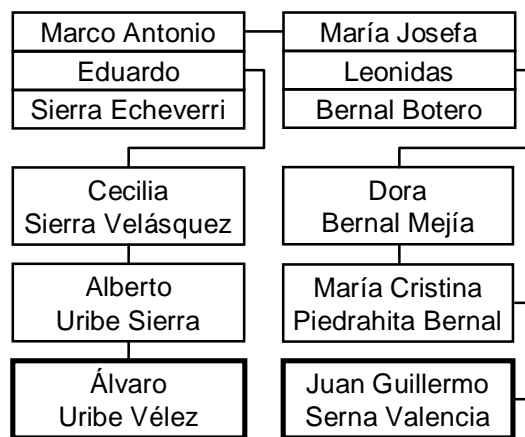 Marco Antonio
Eduardo
Sierra Echeverri
María Josefa
Leonidas
Bernal Botero
Cecilia
Sierra Velásquez
Dora
Bernal Mejía
Alberto
Uribe Sierra
María Cristina
Piedrahita Bernal
Álvaro
Uribe Vélez
Juan Guillermo
Serna Valencia